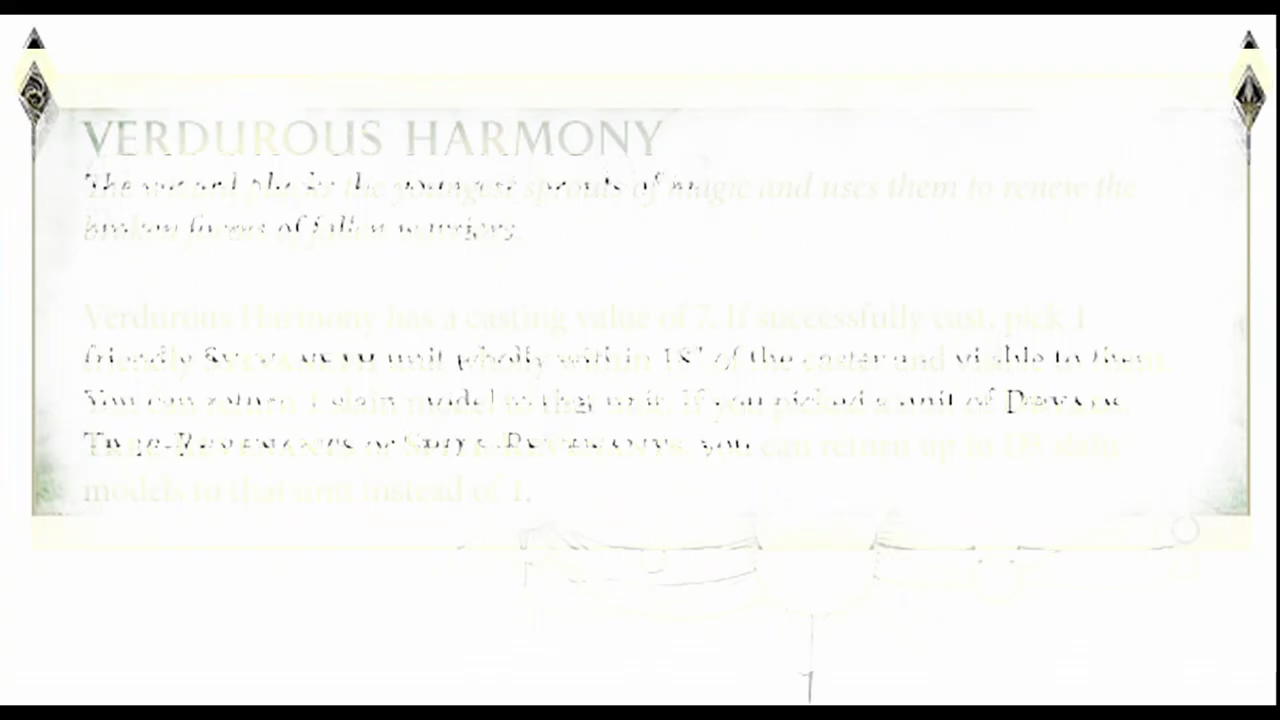 VERDUROUS HARMONY
The wizard plucks the youngest sprouts of magic and uses them to renew the
broken forms of fallen warriors.
Verdurous Harmony has a casting value of 7. If successfully cast, pick 1
friendly SYLVANETH unit wholly within 18" of the caster and visible to them.
You can return 1 slain model to that unit. If you picked a unit of DRYADS,
TREE-REVENANTS or SPITE-REVENANTS, you can return up to D3 slain
models to that unit instead of 1.